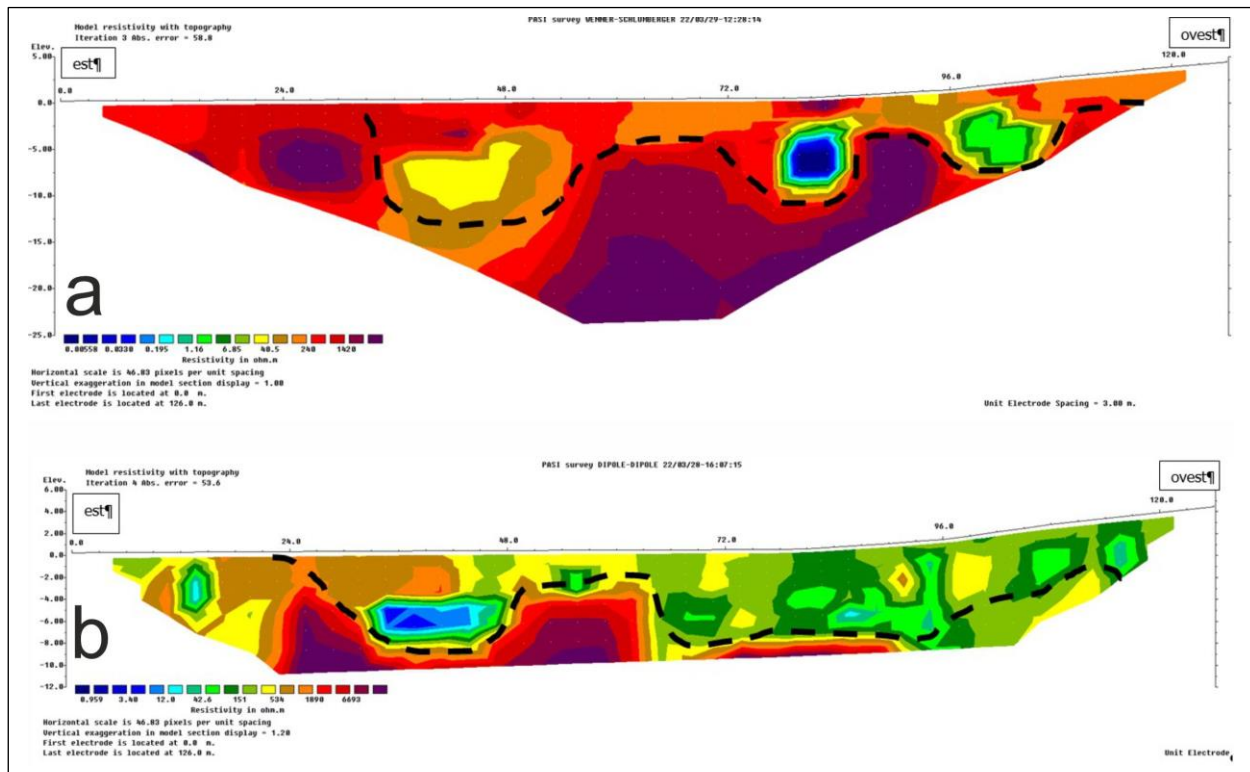 PASI survey WENNER-SCHLUMBERGER 22/03/29-12:28:14
Model resistivity with topography
Iteration 3 Abs. error = 58.8
Elev.
est¶
ovest¶
5.00
0.0
-5.00
-10.0
-15.0
-20.0
-25.0
0.0 24.0 48.0 72.0 96.0 120.0
a
0.00558 0.0330 0.195 1.16 6.85 40.5 240 1420
Resistivity in ohm.m
Horizontal scale is 46.83 pixels per unit spacing
Vertical exaggeration in model section display = 1.08
First electrode is located at 0.0 m.
Last electrode is located at 126.0 m.
Unit Electrode Spacing = 3.00 m.
PASI survey DIPOLE-DIPOLE 22/03/28-16:07:15
Model resistivity with topography
Iteration 4 Abs. error = 53.6
Elev.
est¶
ovest¶
6.00
4.00
2.00
0.0
-2.00
-4.00
-6.00
-8.00
-10.0
-12.0
0.0 24.0 48.0 72.0 96.0 120.0
b
0.959 3.40 12.0 42.6 151 534 1890 6693
Resistivity in ohm.m
Horizontal scale is 46.83 pixels per unit spacing
Vertical exaggeration in model section display = 1.20
First electrode is located at 0.0 m.
Last electrode is located at 126.0 m.
Unit Electrode